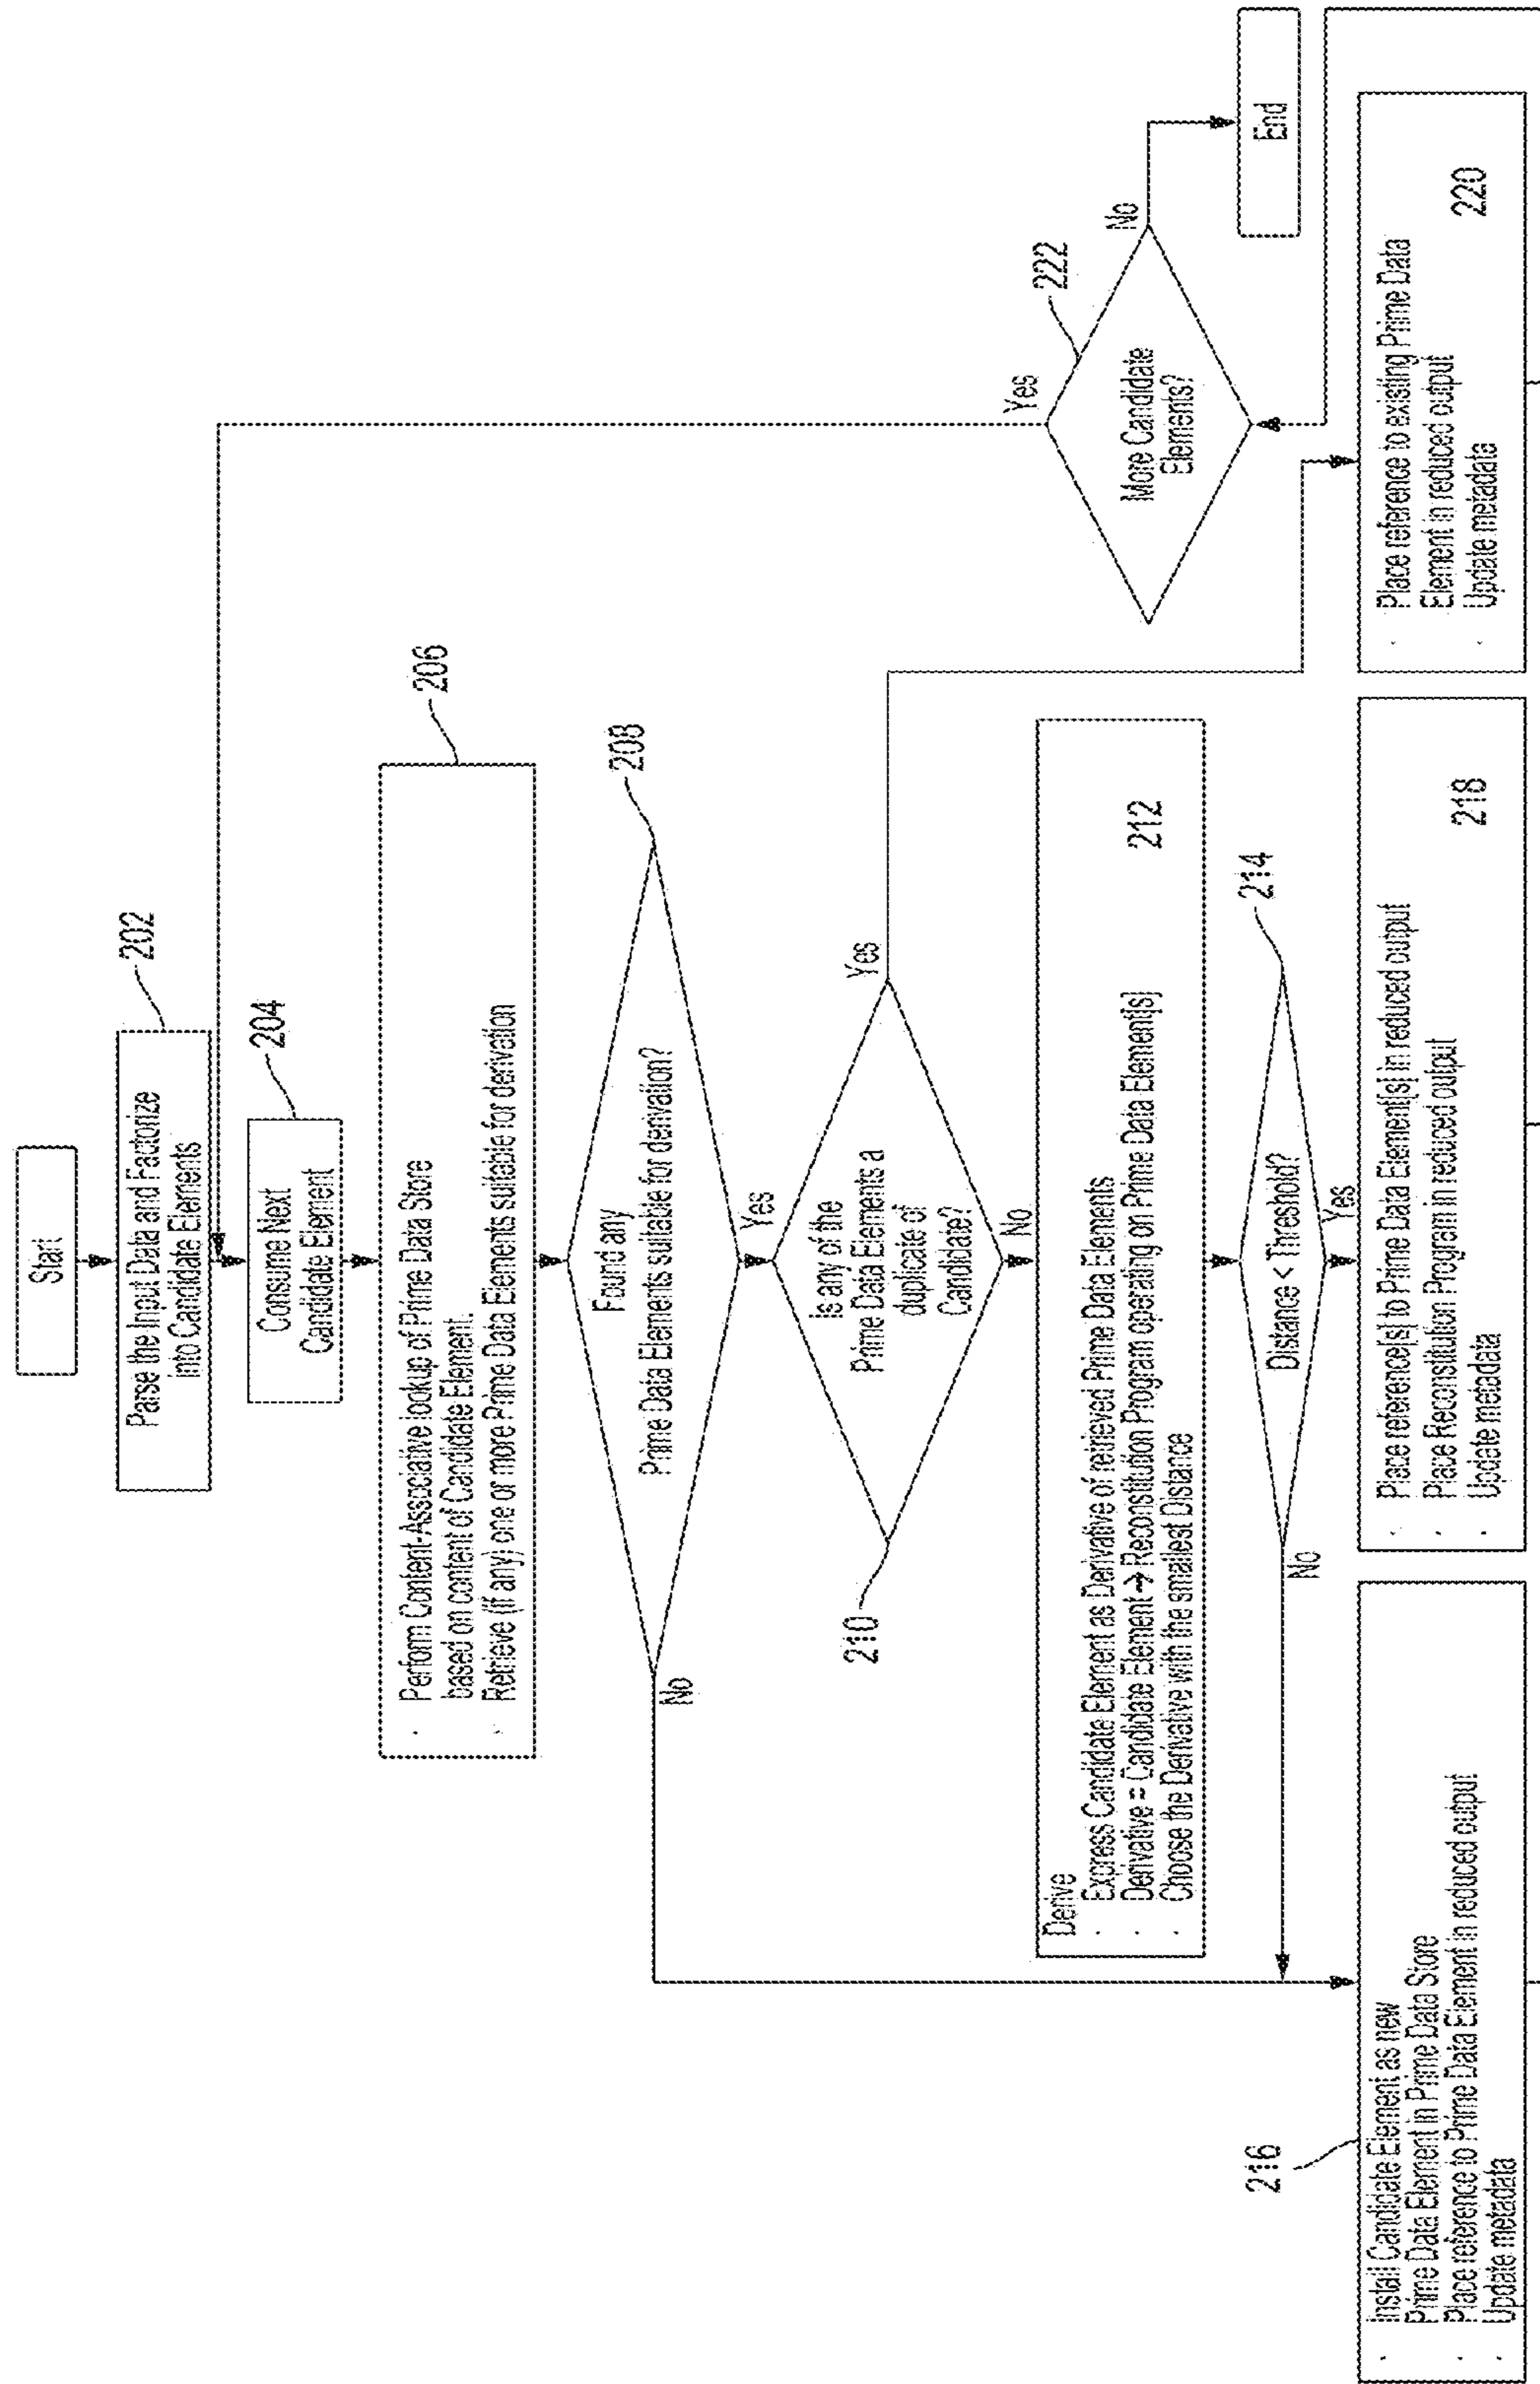 Start
Parse the Input Data and Factorize
into Candidate Elements
202
Consume Next
Candidate Element
204
Perform Content-Associative lookup of Prime Data Store
based on content of Candidate Element.
Retrieve (if any) one or more Prime Data Elements suitable for derivation
206
Found any
Prime Data Elements suitable for derivation?
208
No
Yes
is any of the
Prime Data Elements a
duplicate of
Candidate?
210
Yes
No
Derive
Express Candidate Element as Derivative of retrieved Prime Data Elements
Derivative = Candidate Element → Reconstitution Program operating on Prime Data Element[s]
Choose the Derivative with the smallest Distance
212
Distance < Threshold?
214
No
Yes
Install Candidate Element as new
Prime Data Element in Prime Data Store
Place reference to Prime Data Element in reduced output
Update metadata
216
Place reference[s] to Prime Data Element[s] in reduced output
Place Reconstitution Program in reduced output
Update metadata
218
Place reference to existing Prime Data
Element in reduced output
Update metadata
220
More Candidate
Elements?
222
Yes
No
End